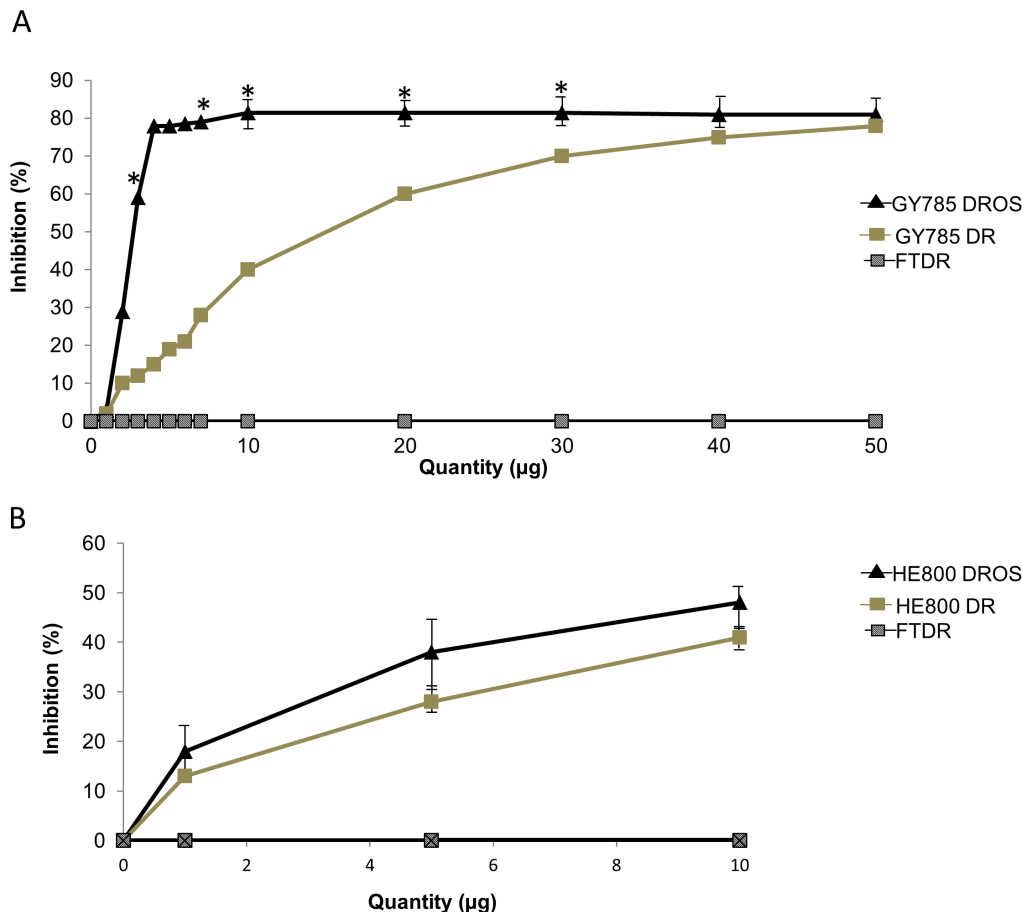 A
90
80
70
60
50
40
30
20
10
0
Inhibition (%)
* * * * *
0 10 20 30 40 50
Quantity (µg)
GY785 DROS
GY785 DR
FTDR
B
60
50
40
30
20
10
0
Inhibition (%)
0 2 4 6 8 10
Quantity (µg)
HE800 DROS
HE800 DR
FTDR